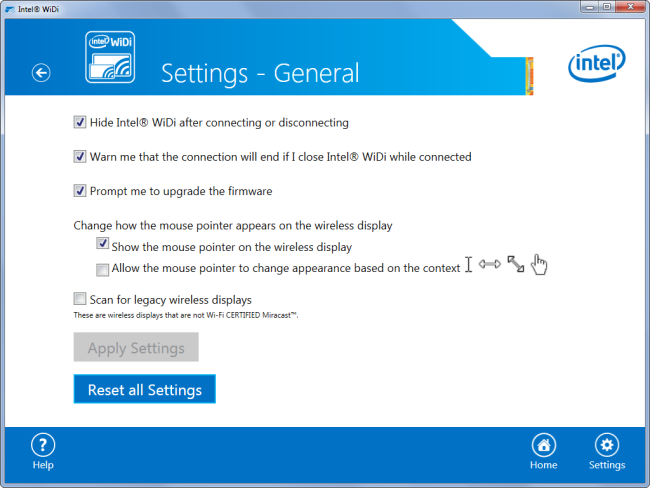 Intel® WiDi
intel WiDi
Settings - General
intel®
Hide Intel® WiDi after connecting or disconnecting
Warn me that the connection will end if I close Intel® WiDi while connected
Prompt me to upgrade the firmware
Change how the mouse pointer appears on the wireless display
Show the mouse pointer on the wireless display
Allow the mouse pointer to change appearance based on the context
Scan for legacy wireless displays
These are wireless displays that are not Wi-Fi CERTIFIED Miracast™.
Apply Settings
Reset all Settings
?
Help
Home
Settings